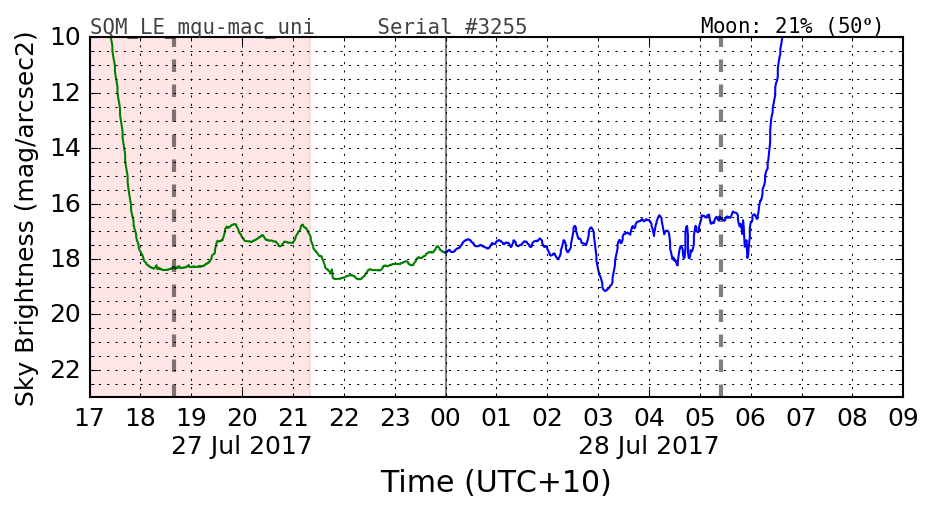 SQM_LE_mqu-mac_uni Serial #3255 Moon: 21% (50°)
10
12
14
16
18
20
22
Sky Brightness (mag/arcsec2)
17 18 19 20 21 22 23 00 01 02 03 04 05 06 07 08 09
27 Jul 2017 28 Jul 2017
Time (UTC+10)